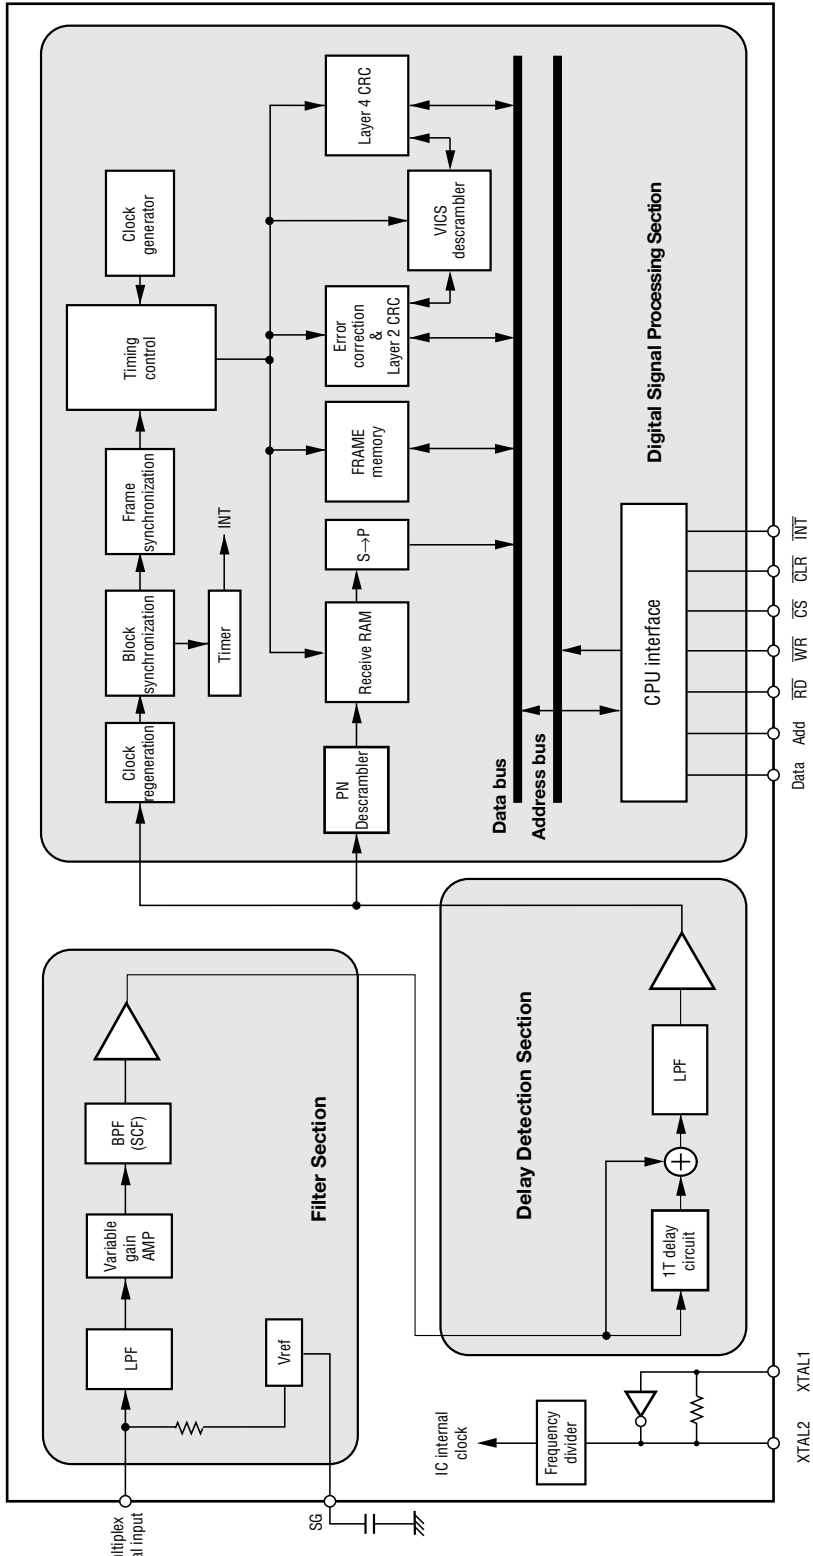 Multiplex
signal input
SG
LPF
Variable
gain
AMP
BPF
(SCF)
Vref
Filter Section
IC internal
clock
Frequency
divider
XTAL2
XTAL1
1T delay
circuit
LPF
Delay Detection Section
Clock
regeneration
Block
synchronization
Frame
synchronization
Timing
control
Clock
generator
Timer
INT
PN
Descrambler
Receive RAM
S→P
FRAME
memory
Error
correction
&
Layer 2 CRC
VICS
descrambler
Layer 4 CRC
Data bus
Address bus
CPU interface
Digital Signal Processing Section
Data
Add
RD
WR
CS
CLR
INT